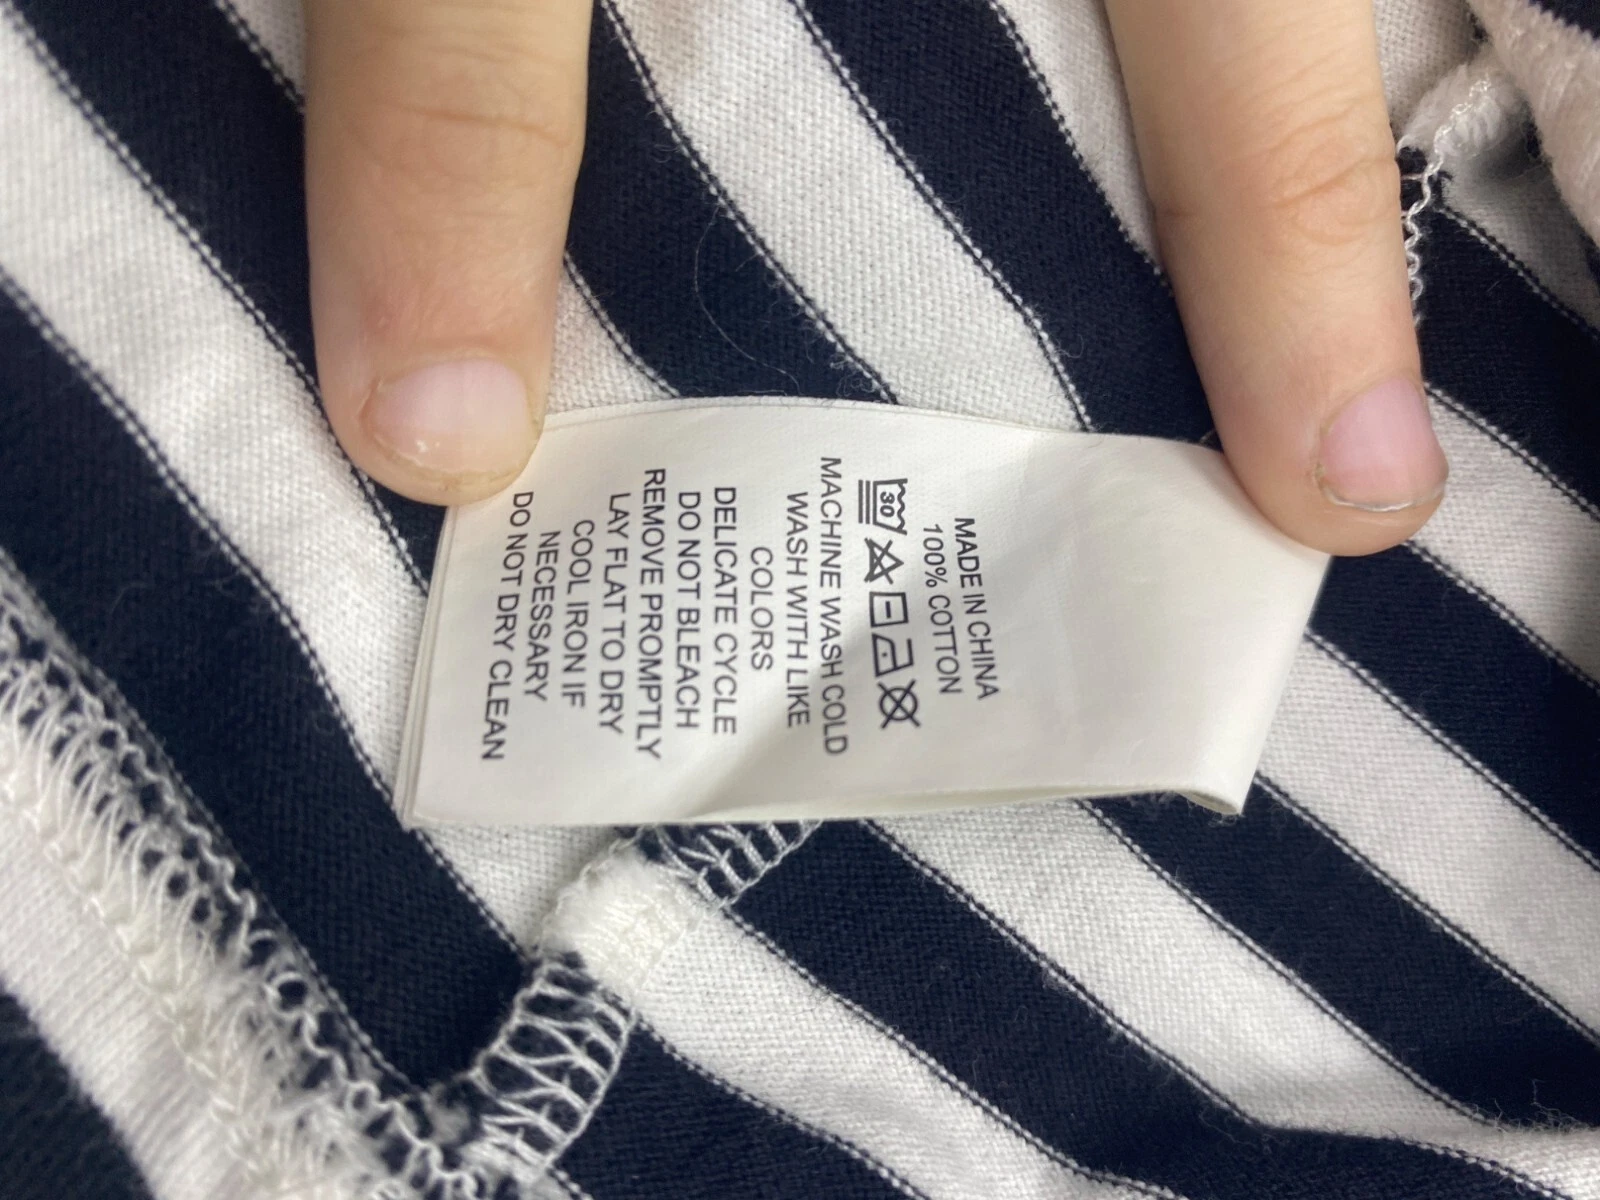 MADE IN CHINA
100% COTTON
30
MACHINE WASH COLD
WASH WITH LIKE
COLORS
DELICATE CYCLE
DO NOT BLEACH
REMOVE PROMPTLY
LAY FLAT TO DRY
COOL IRON IF
NECESSARY
DO NOT DRY CLEAN